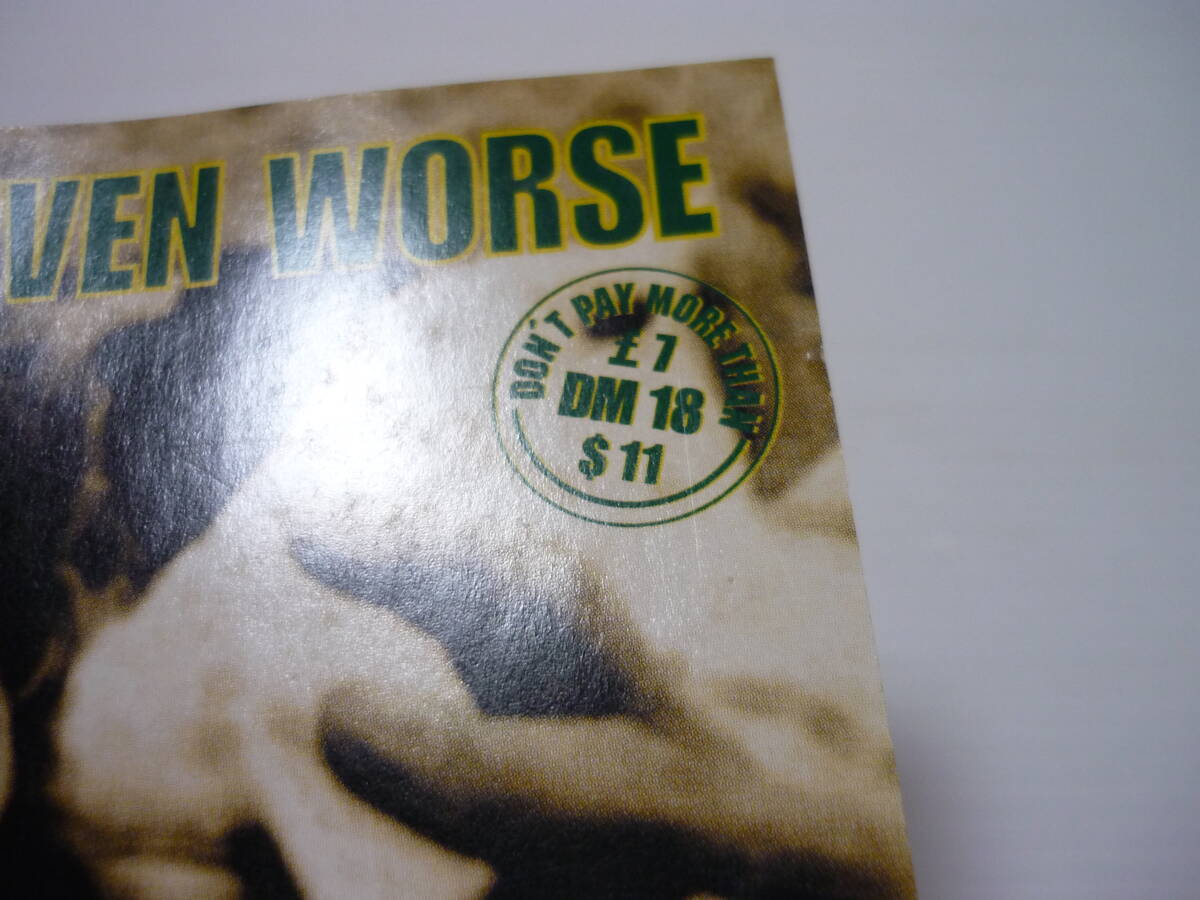 VEN WORSE
DON'T PAY MORE THAN
£7
DM 18
$11